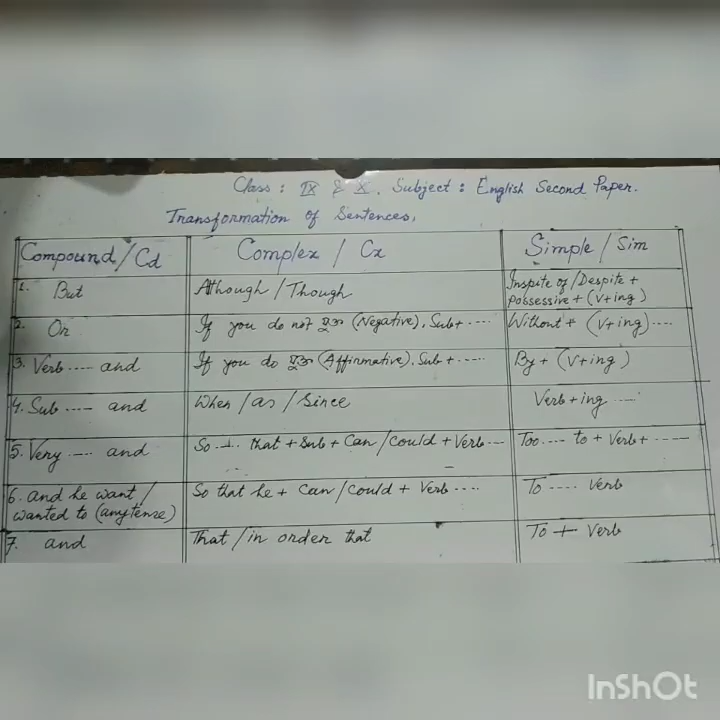 Class : IX & X. Subject : English Second Paper.
Transformation of Sentences,
Compound/Cd Complex / Cx Simple / Sim
1. But Although / Though Inspite of / Despite + possessive + (v+ing)
2. Or If you do not হয় (Negative), Sub+ ..... Without + (v+ing) ....
3. Verb ..... and If you do হয় (Affirmative), Sub + ..... By + (v+ing)
4. Sub ..... and When / as / Since Verb + ing .....
5. Very .... and So ... that + Sub + Can / Could + Verb... Too .... to + Verb + .....
6. and he want / wanted to (any tense) So that he + Can / Could + Verb .... To .... Verb
7. and That / in order that To + Verb
InShOt